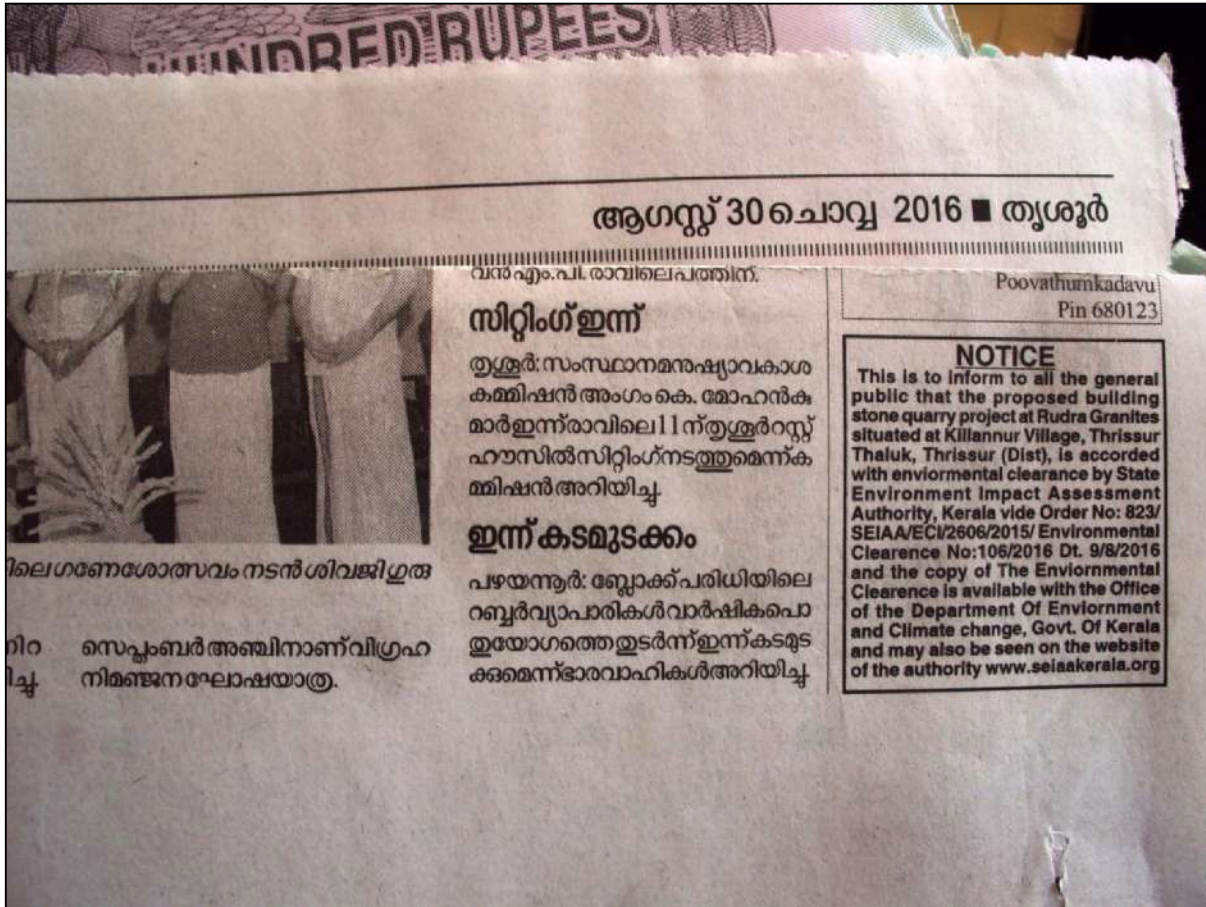 HUNDRED RUPEES
ആഗസ്റ്റ് 30 ചൊവ്വ 2016 ■ തൃശൂർ
വൻ എം.പി. രാവിലെ പത്തിന്.
സിറ്റിംഗ് ഇന്ന്
തൃശൂർ: സംസ്ഥാന മനുഷ്യാവകാശ
കമ്മിഷൻ അംഗം കെ. മോഹൻകു
മാർ ഇന്ന് രാവിലെ 11ന് തൃശൂർ റസ്റ്റ്
ഹൗസിൽ സിറ്റിംഗ് നടത്തുമെന്ന് ക
മ്മിഷൻ അറിയിച്ചു.
ഇന്ന് കടമുടക്കം
പഴയന്നൂർ: ബ്ലോക്ക് പരിധിയിലെ
റബ്ബർ വ്യാപാരികൾ വാർഷിക പൊ
തുയോഗത്തെ തുടർന്ന് ഇന്ന് കടമുട
ക്കുമെന്ന് ഭാരവാഹികൾ അറിയിച്ചു.
ിലെ ഗണേശോത്സവം നടൻ ശിവജി ഗുരു
സെപ്തംബർ അഞ്ചിനാണ് വിഗ്രഹ
നിമഞ്ജന ഘോഷയാത്ര.
Poovathumkadavu
Pin 680123
NOTICE
This is to inform to all the general
public that the proposed building
stone quarry project at Rudra Granites
situated at Killannur Village, Thrissur
Thaluk, Thrissur (Dist), is accorded
with enviormental clearance by State
Environment Impact Assessment
Authority, Kerala vide Order No: 823/
SEIAA/ECI/2606/2015/ Environmental
Clearence No:106/2016 Dt. 9/8/2016
and the copy of The Enviornmental
Clearence is available with the Office
of the Department Of Enviornment
and Climate change, Govt. Of Kerala
and may also be seen on the website
of the authority www.seiaakerala.org